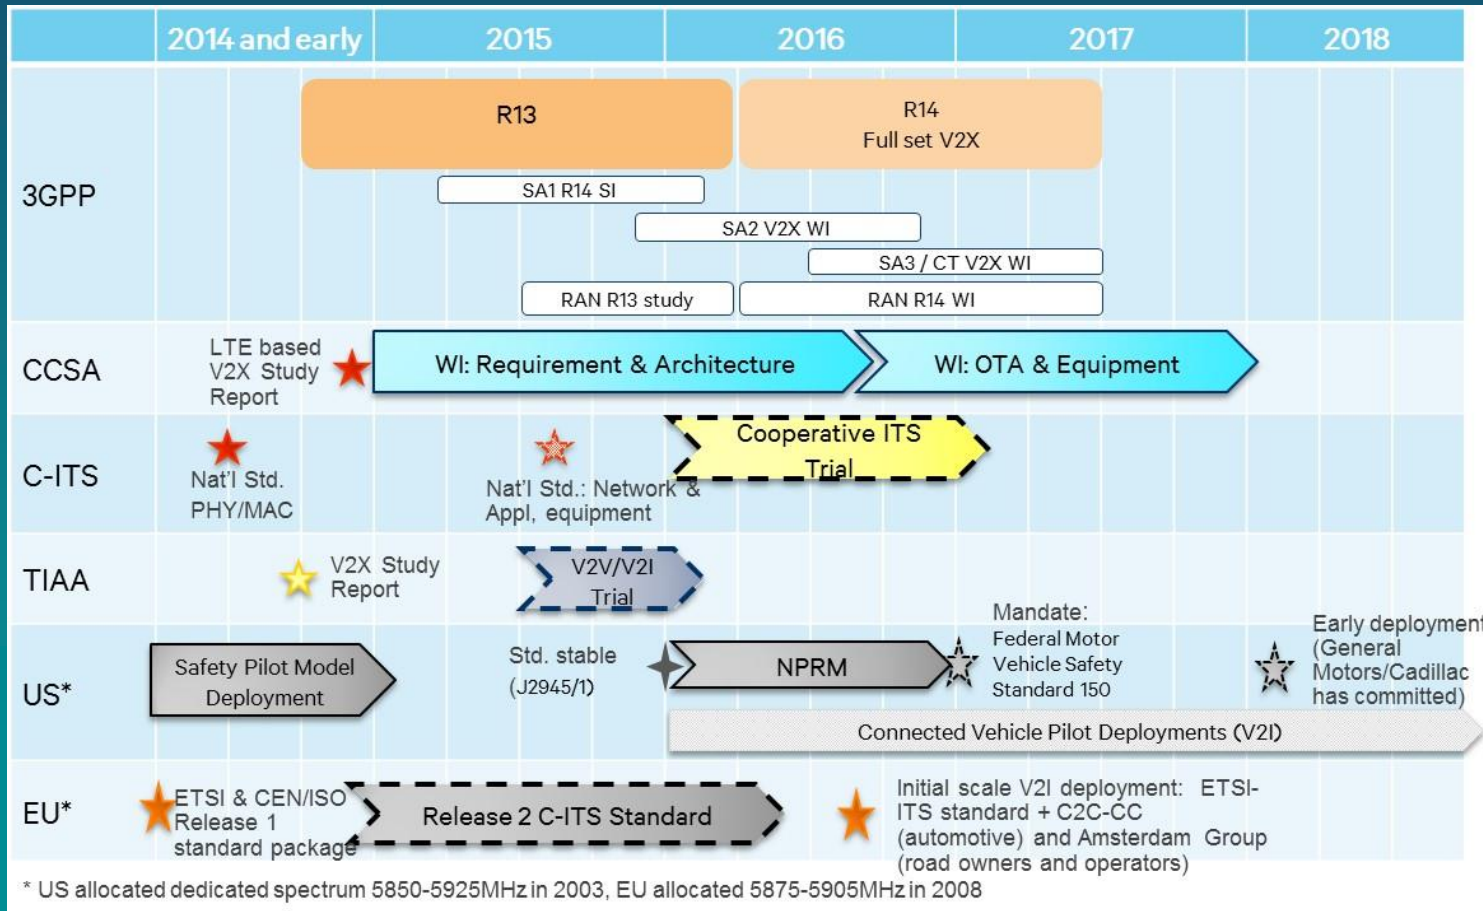 2014 and early 2015 2016 2017 2018
3GPP
R13
R14
Full set V2X
SA1 R14 SI
SA2 V2X WI
SA3 / CT V2X WI
RAN R13 study
RAN R14 WI
CCSA
LTE based
V2X Study
Report
WI: Requirement & Architecture
WI: OTA & Equipment
C-ITS
Nat'l Std.
PHY/MAC
Nat'l Std.: Network &
Appl, equipment
Cooperative ITS
Trial
TIAA
V2X Study
Report
V2V/V2I
Trial
US*
Safety Pilot Model
Deployment
Std. stable
(J2945/1)
NPRM
Mandate:
Federal Motor
Vehicle Safety
Standard 150
Early deployment
(General
Motors/Cadillac
has committed)
Connected Vehicle Pilot Deployments (V2I)
EU*
ETSI & CEN/ISO
Release 1
standard package
Release 2 C-ITS Standard
Initial scale V2I deployment: ETSI-
ITS standard + C2C-CC
(automotive) and Amsterdam Group
(road owners and operators)
* US allocated dedicated spectrum 5850-5925MHz in 2003, EU allocated 5875-5905MHz in 2008